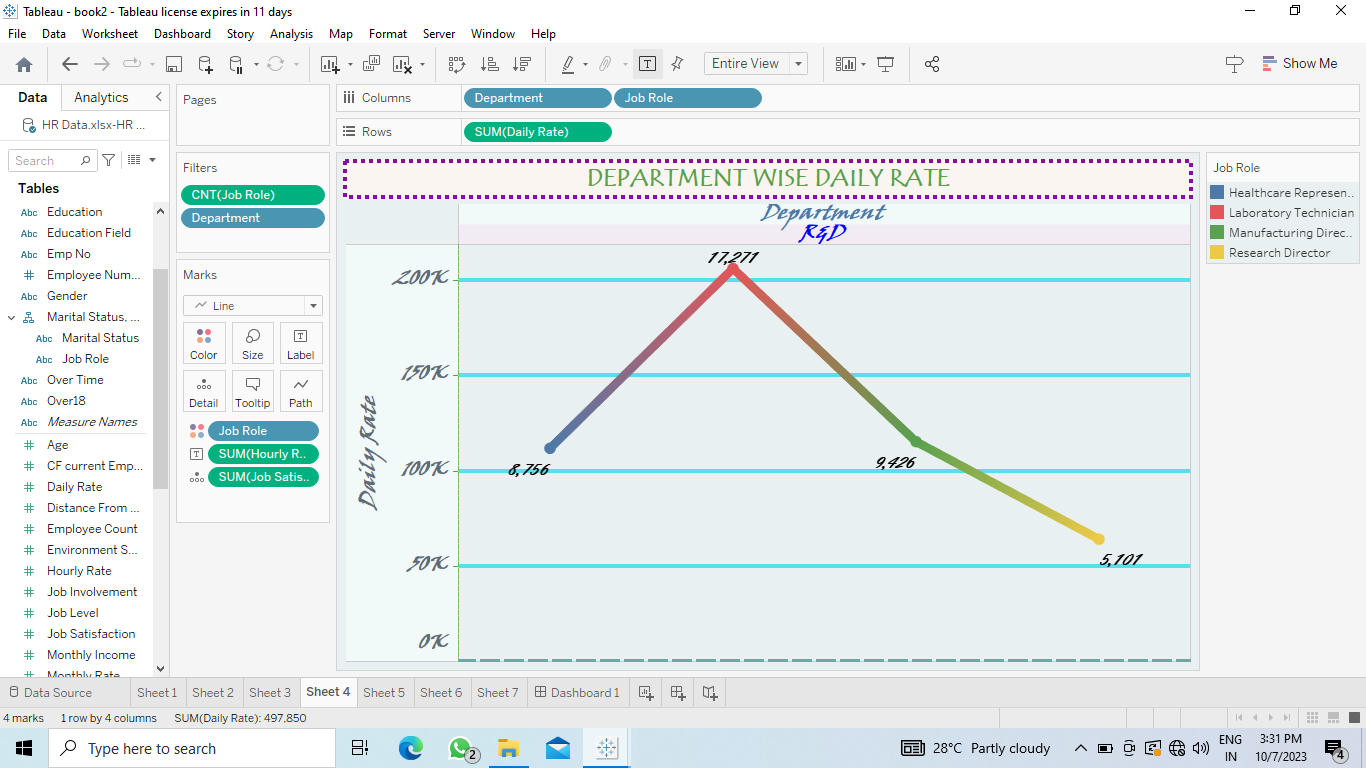 Tableau - book2 - Tableau license expires in 11 days
File Data Worksheet Dashboard Story Analysis Map Format Server Window Help
Entire View
Show Me
Data Analytics
Pages
Columns Department Job Role
HR Data.xlsx-HR ...
Rows SUM(Daily Rate)
Search
Filters
CNT(Job Role)
Department
Tables
Abc Education
Abc Education Field
Abc Emp No
# Employee Num...
Abc Gender
Marital Status, ...
Abc Marital Status
Abc Job Role
Abc Over Time
Abc Over18
Abc Measure Names
# Age
# CF current Emp...
# Daily Rate
# Distance From ...
# Employee Count
# Environment S...
# Hourly Rate
# Job Involvement
# Job Level
# Job Satisfaction
# Monthly Income
# Monthly Rate
Marks
Line
Color Size Label
Detail Tooltip Path
Job Role
SUM(Hourly R..
SUM(Job Satis..
DEPARTMENT WISE DAILY RATE
Department
R&D
17,271
200K
150K
100K
50K
0K
Daily Rate
8,756
9,426
5,101
Job Role
Healthcare Represen..
Laboratory Technician
Manufacturing Direc..
Research Director
Data Source Sheet 1 Sheet 2 Sheet 3 Sheet 4 Sheet 5 Sheet 6 Sheet 7 Dashboard 1
4 marks 1 row by 4 columns SUM(Daily Rate): 497,850
Type here to search
2
28°C Partly cloudy
ENG
IN
3:31 PM
10/7/2023
4